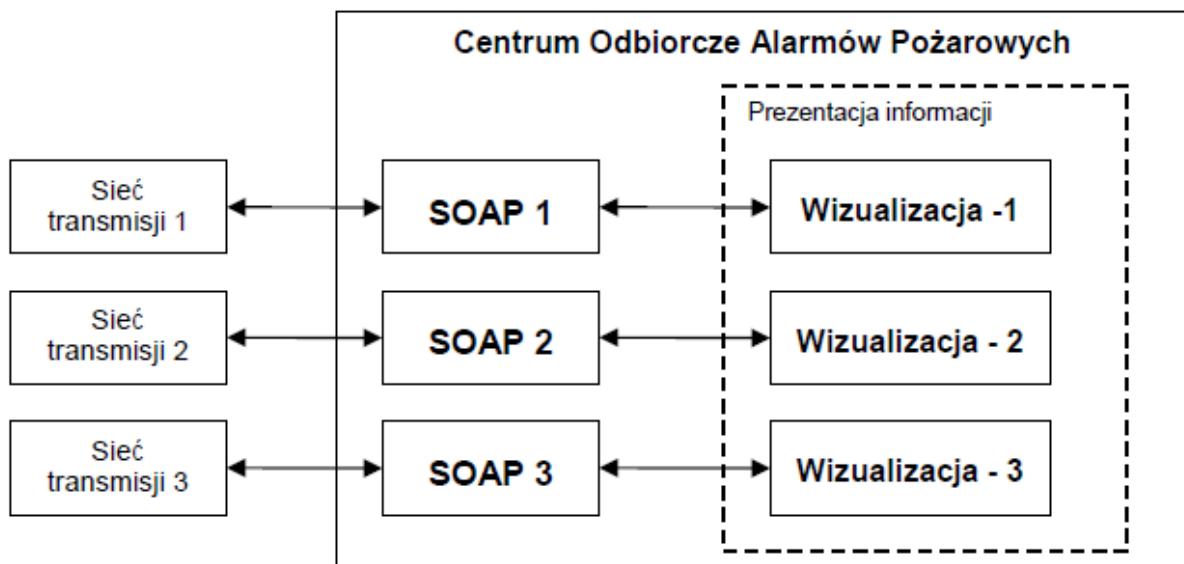 Centrum Odbiorcze Alarmów Pożarowych
Prezentacja informacji
Sieć
transmisji 1
SOAP 1
Wizualizacja -1
Sieć
transmisji 2
SOAP 2
Wizualizacja - 2
Sieć
transmisji 3
SOAP 3
Wizualizacja - 3